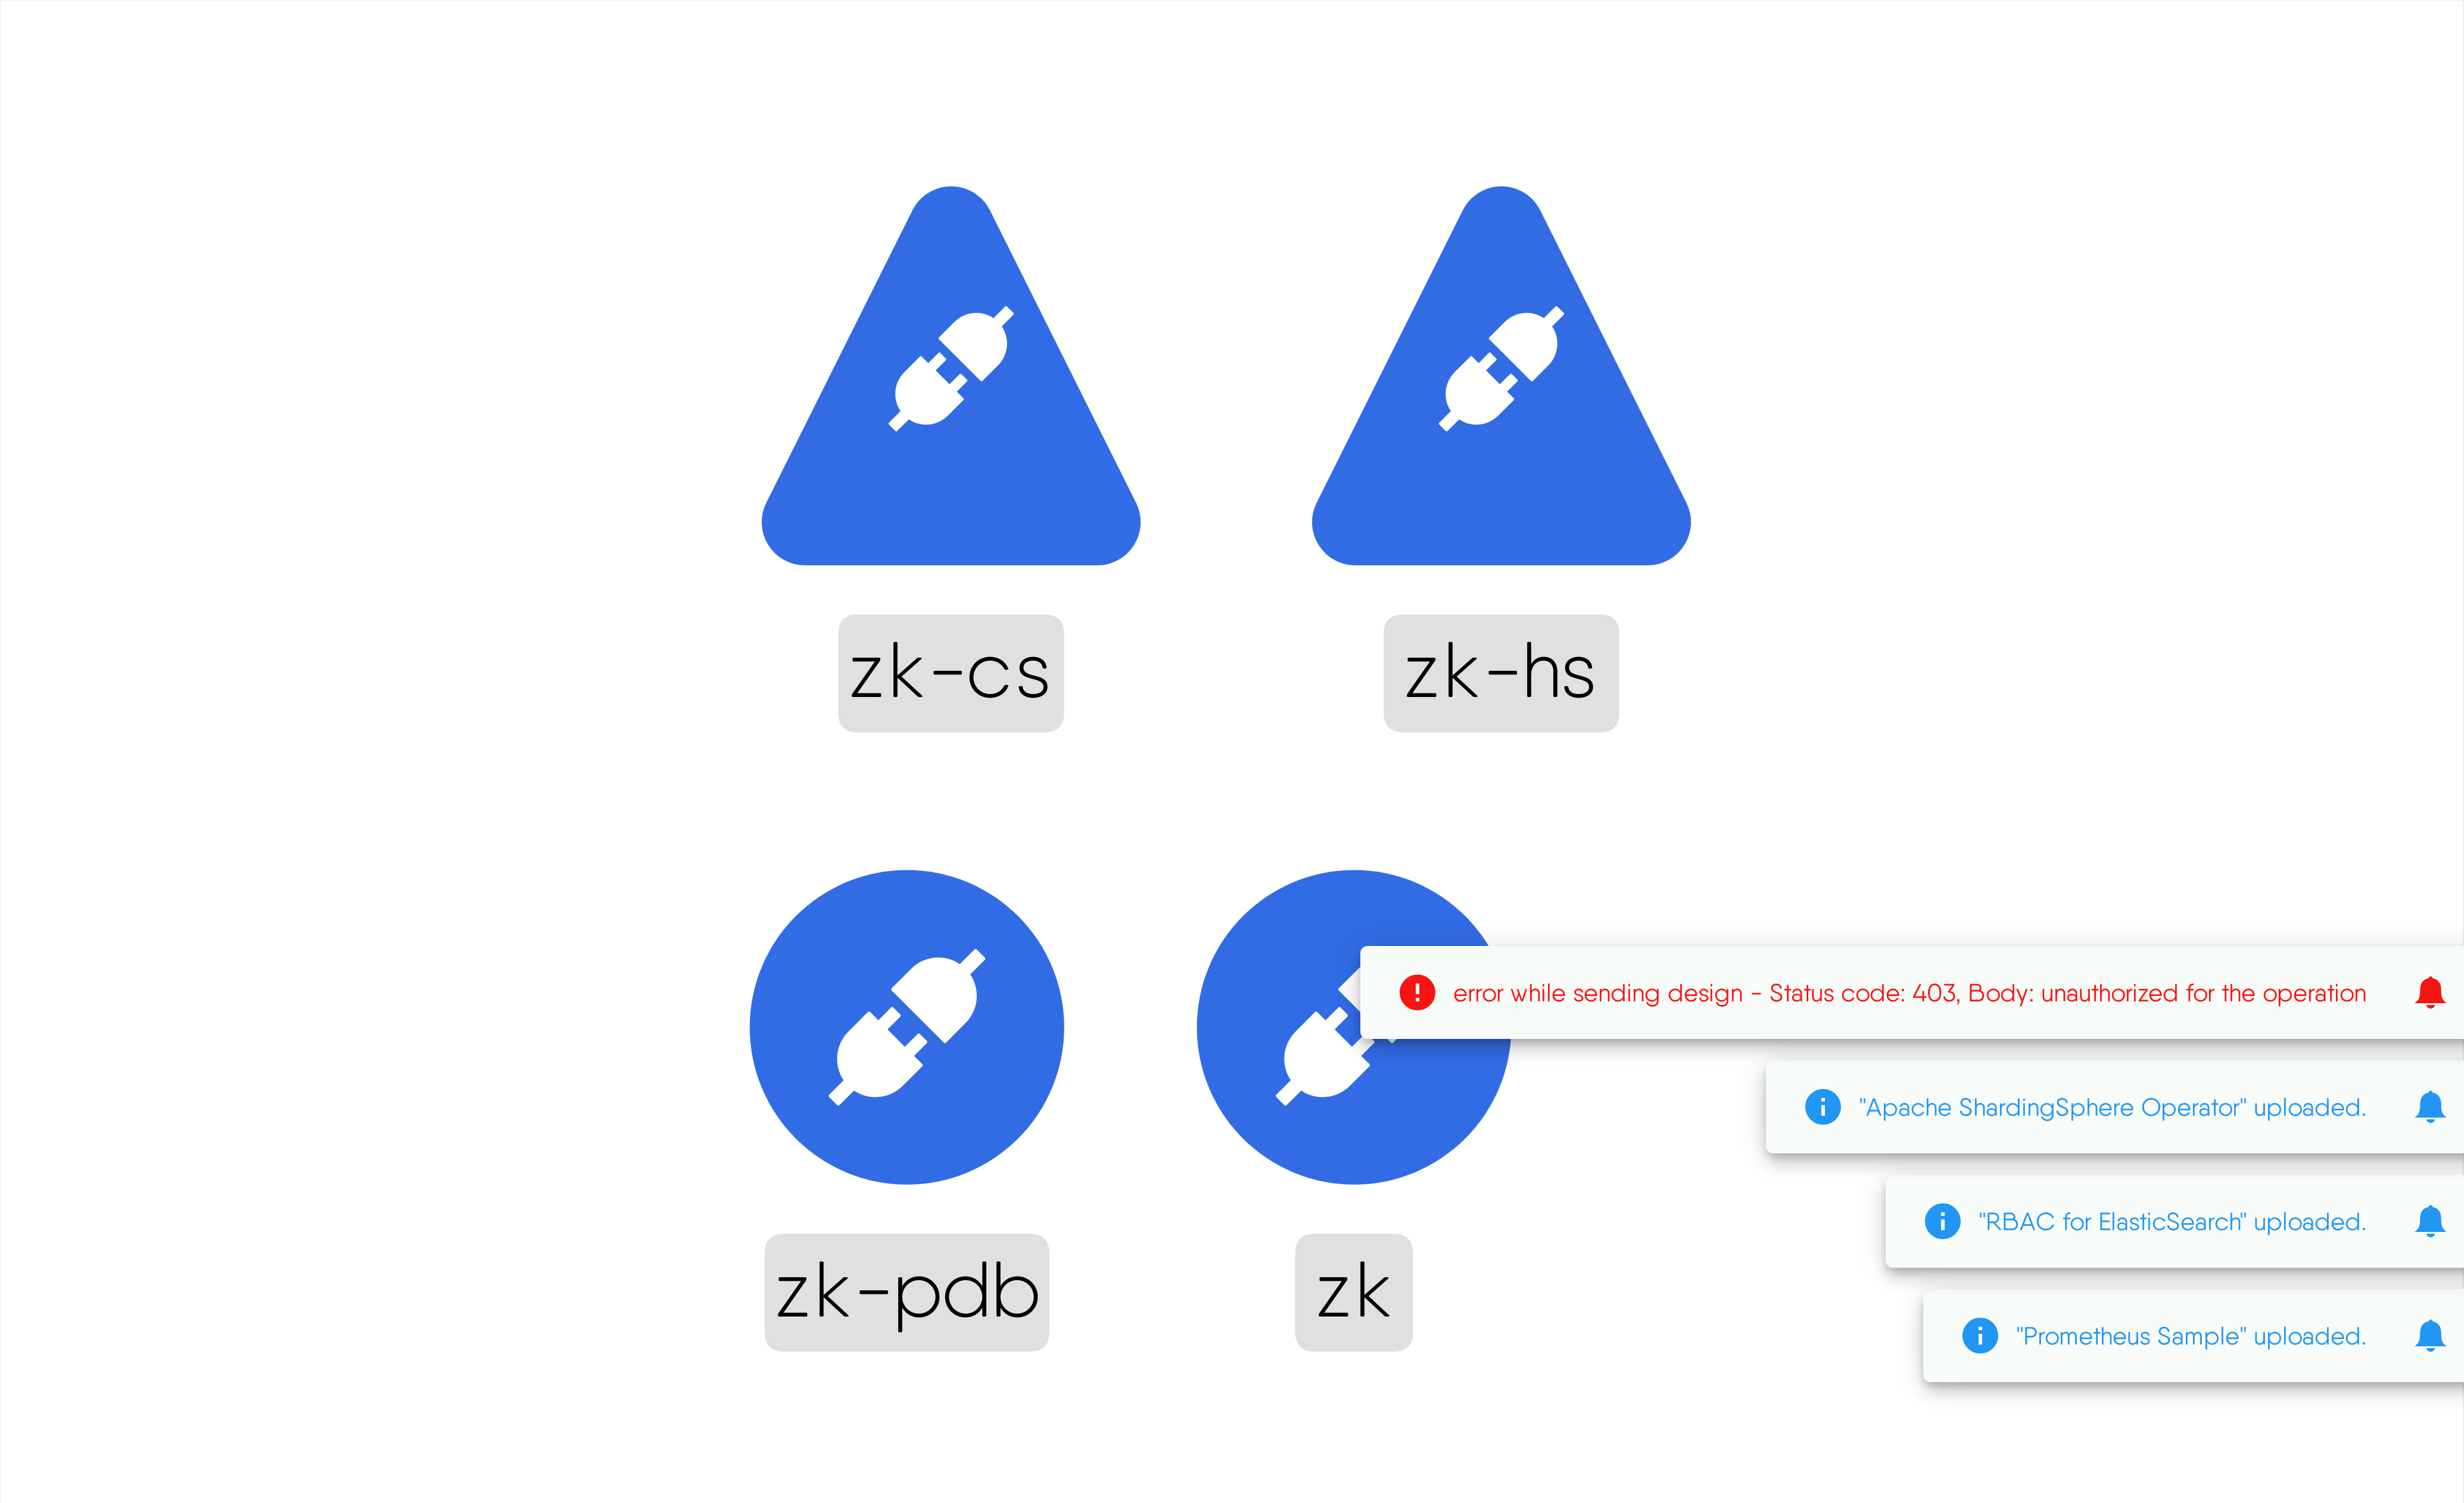 zk-cs
zk-hs
error while sending design - Status code: 403, Body: unauthorized for the operation
"Apache ShardingSphere Operator" uploaded.
"RBAC for ElasticSearch" uploaded.
"Prometheus Sample" uploaded.
zk-pdb
zk